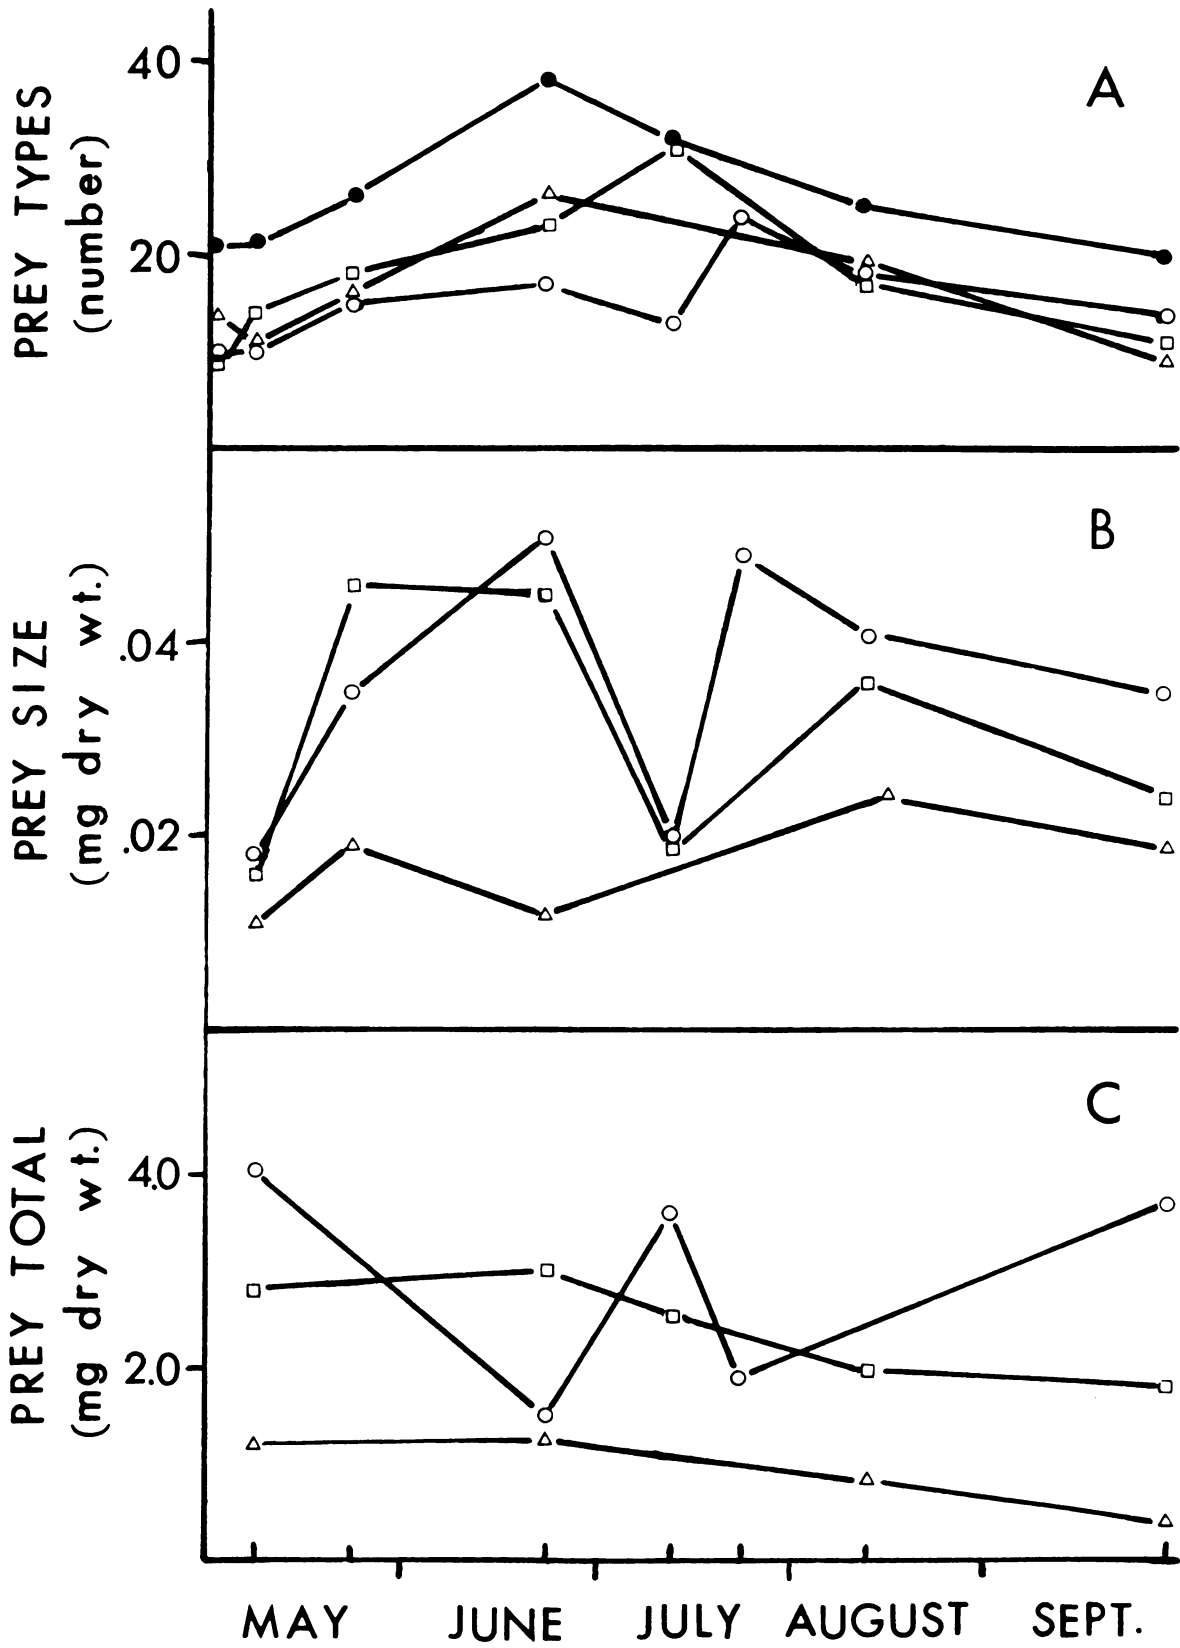 A
PREY TYPES
(number)
40
20
B
PREY SIZE
(mg dry wt.)
.04
.02
C
PREY TOTAL
(mg dry wt.)
4.0
2.0
MAY JUNE JULY AUGUST SEPT.